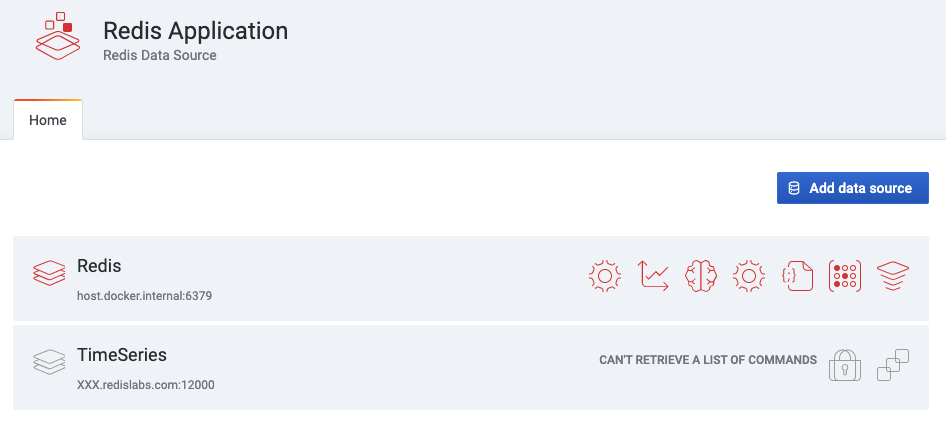 Redis Application
Redis Data Source
Home
Add data source
Redis
host.docker.internal:6379
{;}
TimeSeries
XXX.redislabs.com:12000
CAN'T RETRIEVE A LIST OF COMMANDS